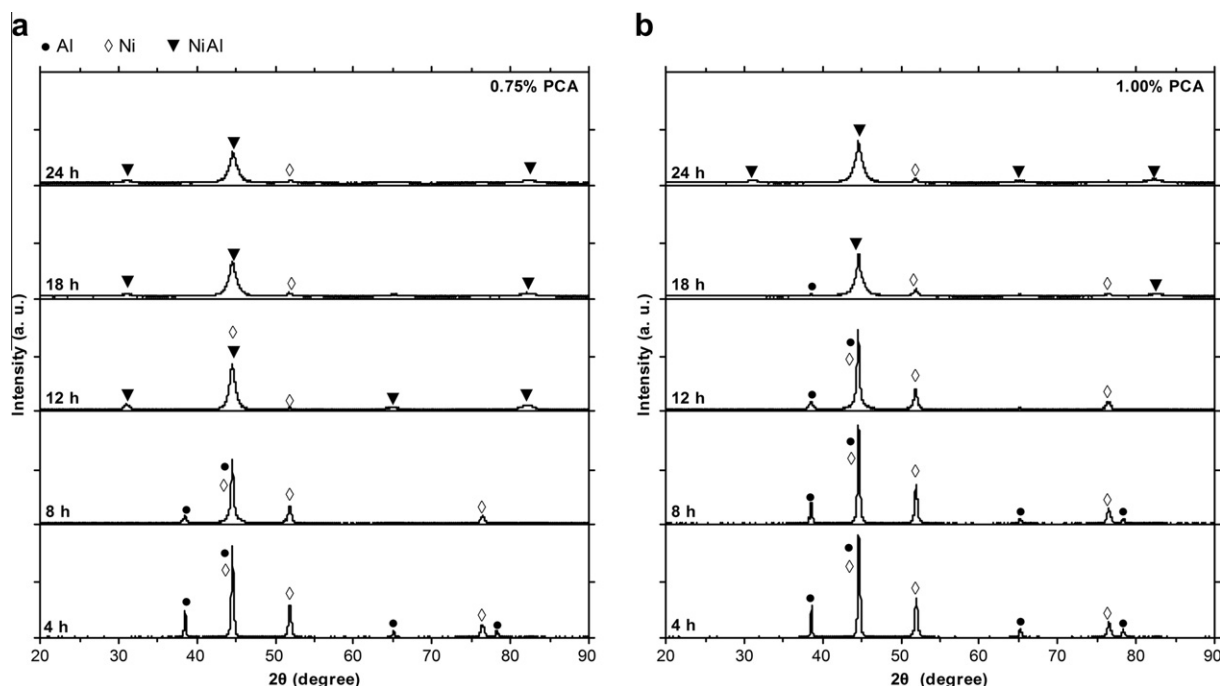 a
Al Ni NiAl
0.75% PCA
24 h
18 h
12 h
8 h
4 h
Intensity (a. u.)
20 30 40 50 60 70 80 90
2θ (degree)
b
1.00% PCA
24 h
18 h
12 h
8 h
4 h
Intensity (a. u.)
20 30 40 50 60 70 80 90
2θ (degree)